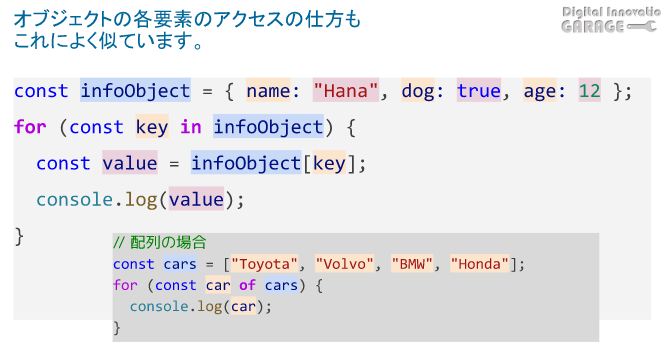 オブジェクトの各要素のアクセスの仕方も
これによく似ています。
Digital Innovatio
GARAGE
const infoObject = { name: "Hana", dog: true, age: 12 };
for (const key in infoObject) {
  const value = infoObject[key];
  console.log(value);
}
// 配列の場合
const cars = ["Toyota", "Volvo", "BMW", "Honda"];
for (const car of cars) {
  console.log(car);
}